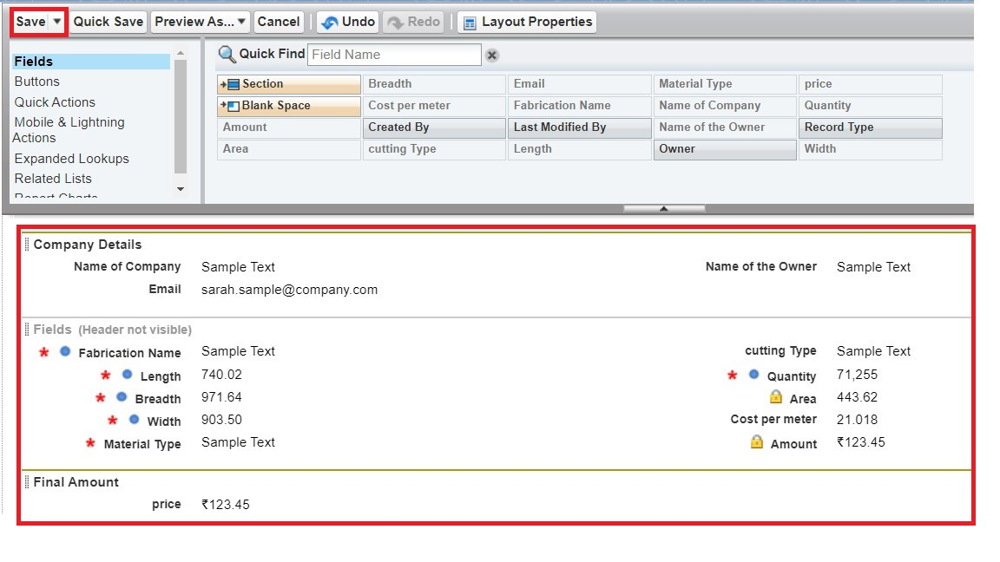 Save Quick Save Preview As... Cancel Undo Redo Layout Properties
Fields
Buttons
Quick Actions
Mobile & Lightning
Actions
Expanded Lookups
Related Lists
Report Charts
Quick Find Field Name
Section Breadth Email Material Type price
Blank Space Cost per meter Fabrication Name Name of Company Quantity
Amount Created By Last Modified By Name of the Owner Record Type
Area cutting Type Length Owner Width
Company Details
Name of Company Sample Text Name of the Owner Sample Text
Email sarah.sample@company.com
Fields (Header not visible)
* Fabrication Name Sample Text cutting Type Sample Text
* Length 740.02 * Quantity 71,255
* Breadth 971.64 Area 443.62
* Width 903.50 Cost per meter 21.018
* Material Type Sample Text Amount ₹123.45
Final Amount
price ₹123.45